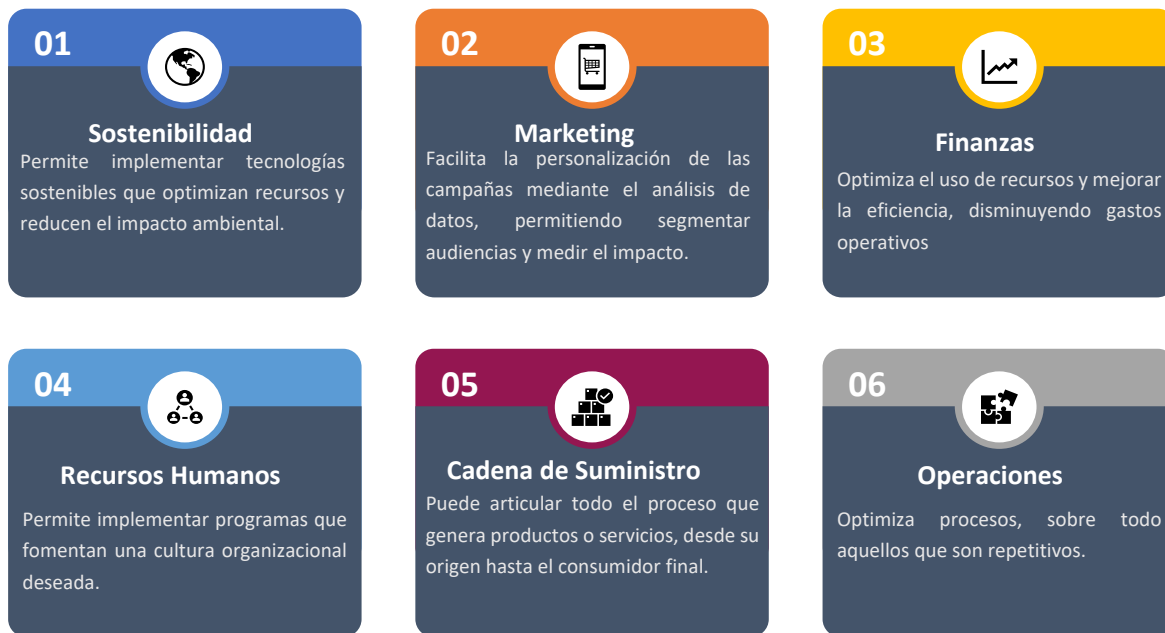 01
Sostenibilidad
Permite implementar tecnologías
sostenibles que optimizan recursos y
reducen el impacto ambiental.
02
Marketing
Facilita la personalización de las
campañas mediante el análisis de
datos, permitiendo segmentar
audiencias y medir el impacto.
03
Finanzas
Optimiza el uso de recursos y mejorar
la eficiencia, disminuyendo gastos
operativos
04
Recursos Humanos
Permite implementar programas que
fomentan una cultura organizacional
deseada.
05
Cadena de Suministro
Puede articular todo el proceso que
genera productos o servicios, desde su
origen hasta el consumidor final.
06
Operaciones
Optimiza procesos, sobre todo
aquellos que son repetitivos.